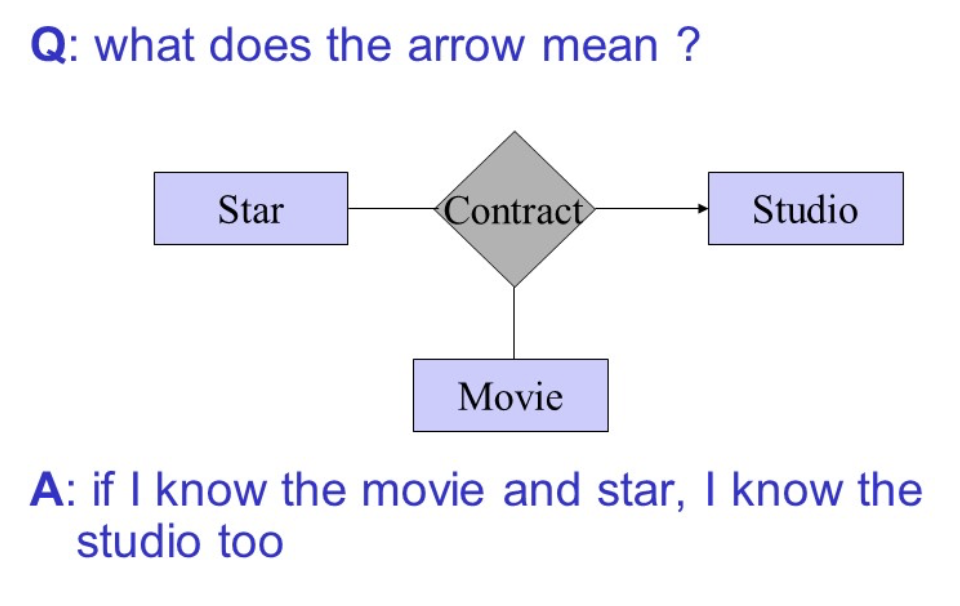 Q: what does the arrow mean ?
Star
Contract
Studio
Movie
A: if I know the movie and star, I know the
studio too